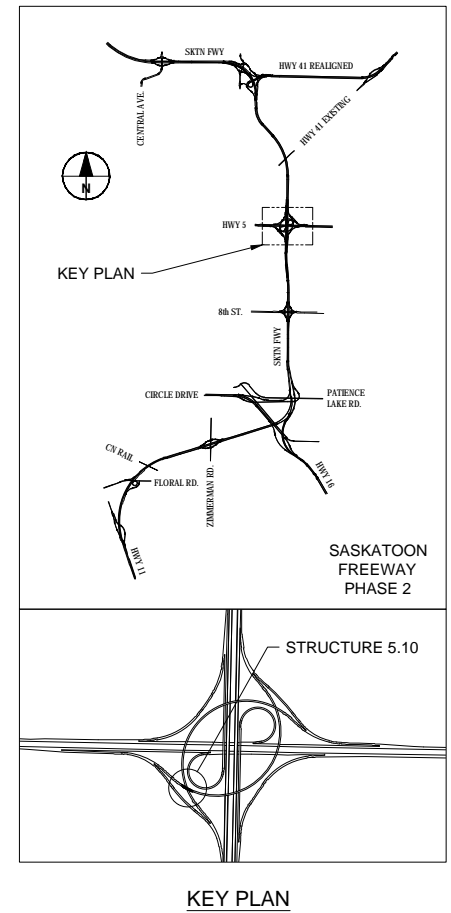 SKTN FWY
HWY 41 REALIGNED
CENTRAL AVE.
HWY 41 EXISTING
N
HWY 5
KEY PLAN
8th ST.
SKTN FWY
CIRCLE DRIVE
PATIENCE
LAKE RD.
CN RAIL
FLORAL RD.
ZIMMERMAN RD.
HWY 16
HWY 11
SASKATOON
FREEWAY
PHASE 2
STRUCTURE 5.10
KEY PLAN